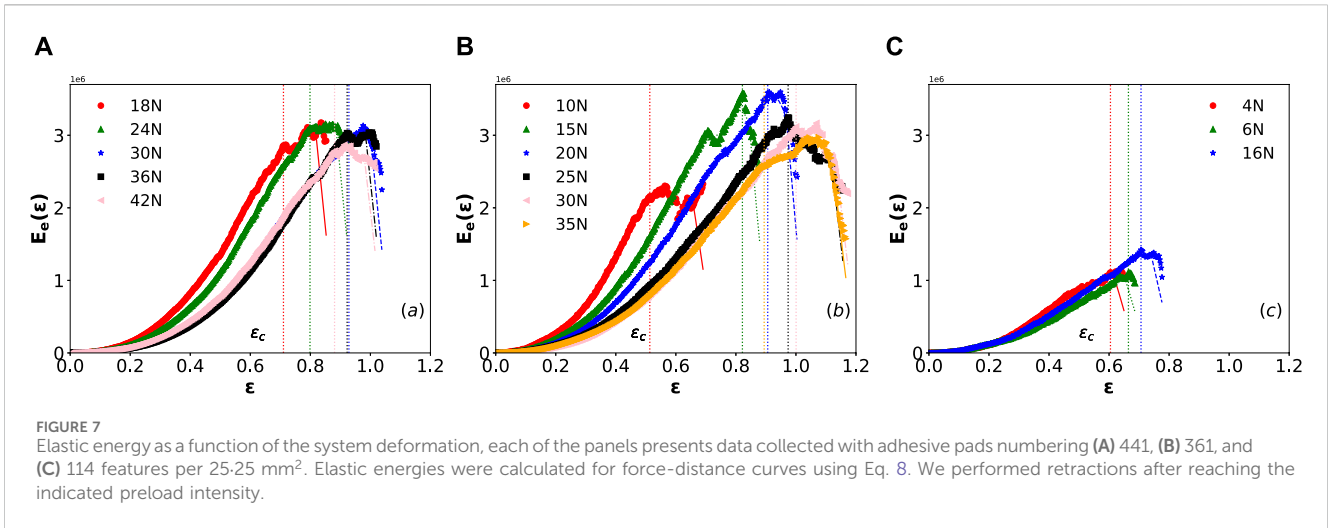 A
B
C
1e6
1e6
1e6
18N
24N
30N
36N
42N
10N
15N
20N
25N
30N
35N
4N
6N
16N
Ee(ε)
3
2
1
0
εc
(a)
0.0 0.2 0.4 0.6 0.8 1.0 1.2
ε
Ee(ε)
3
2
1
0
εc
(b)
0.0 0.2 0.4 0.6 0.8 1.0 1.2
ε
Ee(ε)
3
2
1
0
εc
(c)
0.0 0.2 0.4 0.6 0.8 1.0 1.2
ε
FIGURE 7
Elastic energy as a function of the system deformation, each of the panels presents data collected with adhesive pads numbering (A) 441, (B) 361, and
(C) 114 features per 25·25 mm². Elastic energies were calculated for force-distance curves using Eq. 8. We performed retractions after reaching the
indicated preload intensity.